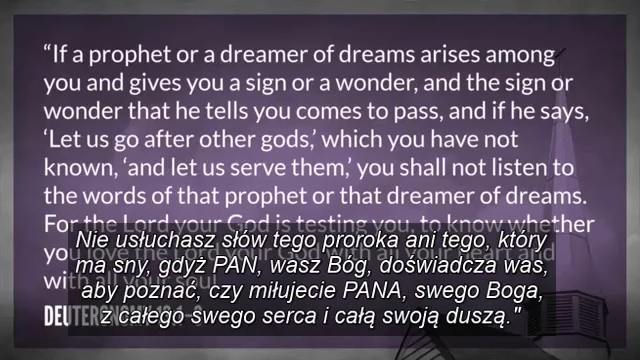 “If a prophet or a dreamer of dreams arises among
you and gives you a sign or a wonder, and the sign or
wonder that he tells you comes to pass, and if he says,
‘Let us go after other gods,’ which you have not
known, ‘and let us serve them,’ you shall not listen to
the words of that prophet or that dreamer of dreams.
For the Lord your God is testing you, to know whether
you love the Lord your God with all your heart and
with all your soul
DEUTERONOMY
Nie usłuchasz słów tego proroka ani tego, który
ma sny, gdyż PAN, wasz Bóg, doświadcza was,
aby poznać, czy miłujecie PANA, swego Boga,
z całego swego serca i całą swoją duszą."